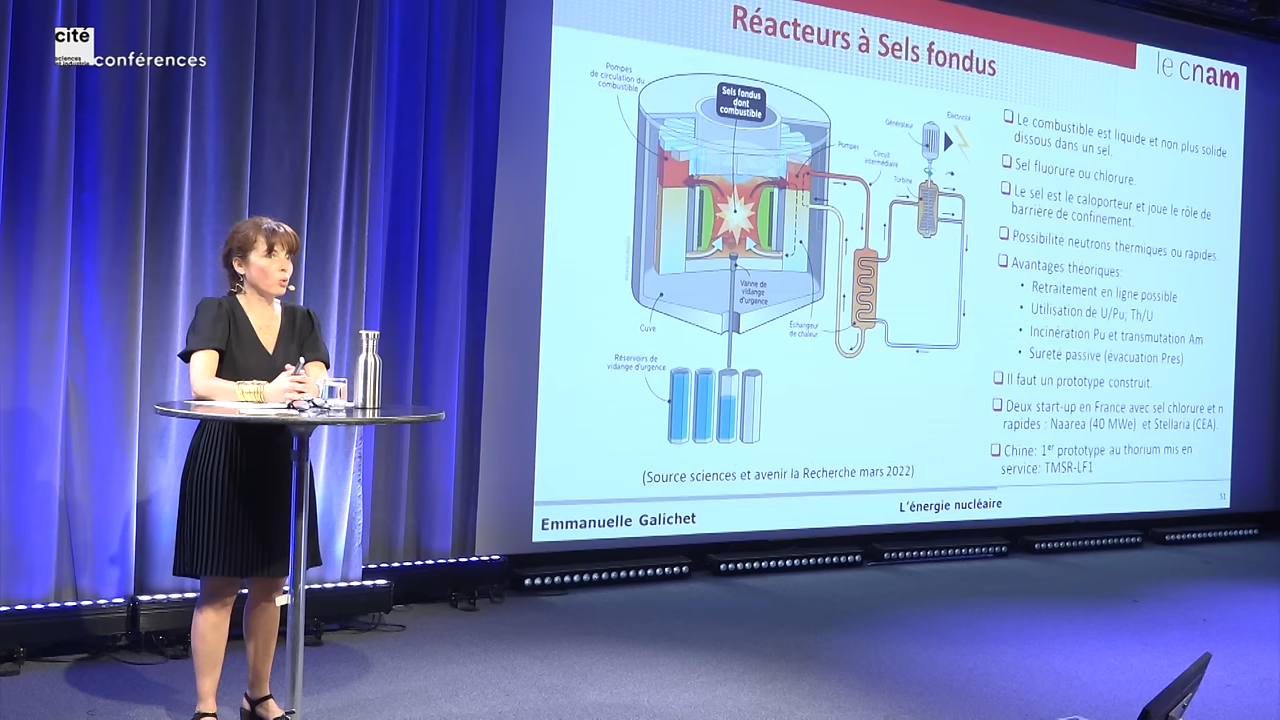 cité
sciences
et industrie
conférences
Réacteurs à Sels fondus
le cnam
Pompes
de circulation du
combustible
Sels fondus
dont
combustible
Pompes
Circuit
intermédiaire
Générateur
Électricité
Turbine
Vanne de
vidange
d'urgence
Cuve
Échangeur
de chaleur
Réservoirs de
vidange d'urgence
(Source sciences et avenir la Recherche mars 2022)
Le combustible est liquide et non plus solide
dissous dans un sel.
Sel fluorure ou chlorure.
Le sel est le caloporteur et joue le rôle de
barrière de confinement.
Possibilité neutrons thermiques ou rapides.
Avantages théoriques:
• Retraitement en ligne possible
• Utilisation de U/Pu, Th/U
• Incinération Pu et transmutation Am
• Sureté passive (évacuation Pres)
Il faut un prototype construit.
Deux start-up en France avec sel chlorure et n
rapides : Naarea (40 MWe) et Stellaria (CEA).
Chine: 1er prototype au thorium mis en
service: TMSR-LF1
Emmanuelle Galichet
L'énergie nucléaire
51